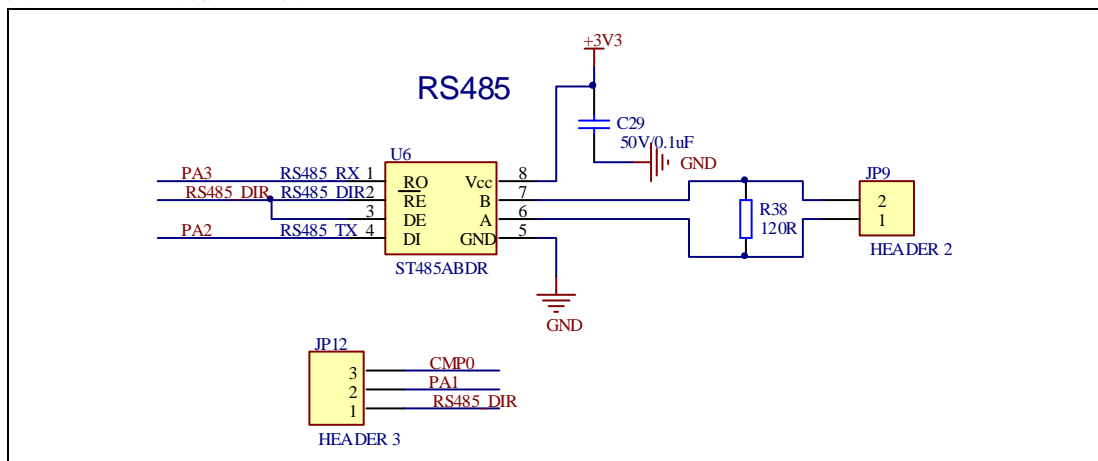 +3V3
RS485
C29
50V/0.1uF
GND
U6
PA3 RS485_RX 1 RO Vcc 8
RS485_DIR RS485_DIR 2 RE B 7
3 DE A 6
PA2 RS485_TX 4 DI GND 5
ST485ABDR
R38
120R
JP9
2
1
HEADER 2
GND
JP12
3 CMP0
2 PA1
1 RS485_DIR
HEADER 3